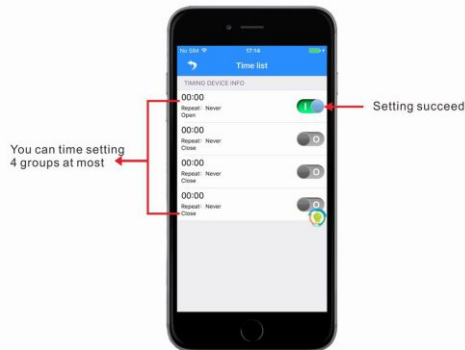 No SIM
17:14
Time list
TIMING DEVICE INFO
00:00
Repeat: Never
Open
00:00
Repeat: Never
Close
00:00
Repeat: Never
Close
00:00
Repeat: Never
Close
Setting succeed
You can time setting
4 groups at most